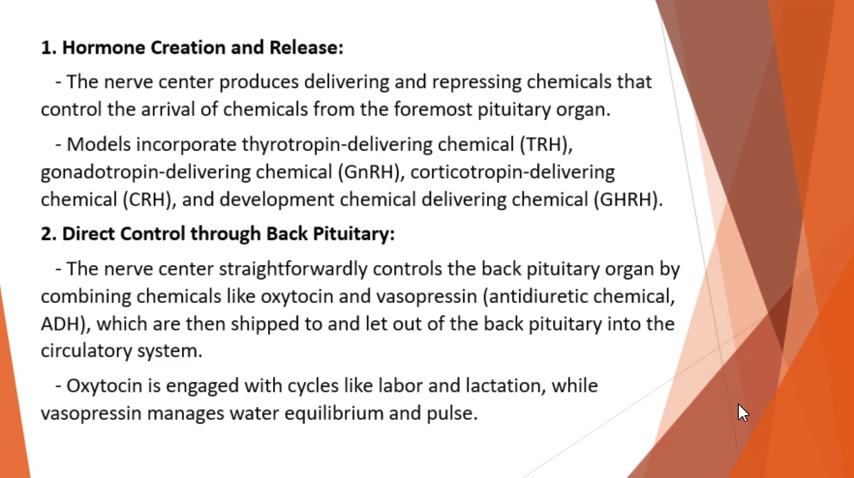 1. Hormone Creation and Release:
- The nerve center produces delivering and repressing chemicals that
control the arrival of chemicals from the foremost pituitary organ.
- Models incorporate thyrotropin-delivering chemical (TRH),
gonadotropin-delivering chemical (GnRH), corticotropin-delivering
chemical (CRH), and development chemical delivering chemical (GHRH).
2. Direct Control through Back Pituitary:
- The nerve center straightforwardly controls the back pituitary organ by
combining chemicals like oxytocin and vasopressin (antidiuretic chemical,
ADH), which are then shipped to and let out of the back pituitary into the
circulatory system.
- Oxytocin is engaged with cycles like labor and lactation, while
vasopressin manages water equilibrium and pulse.